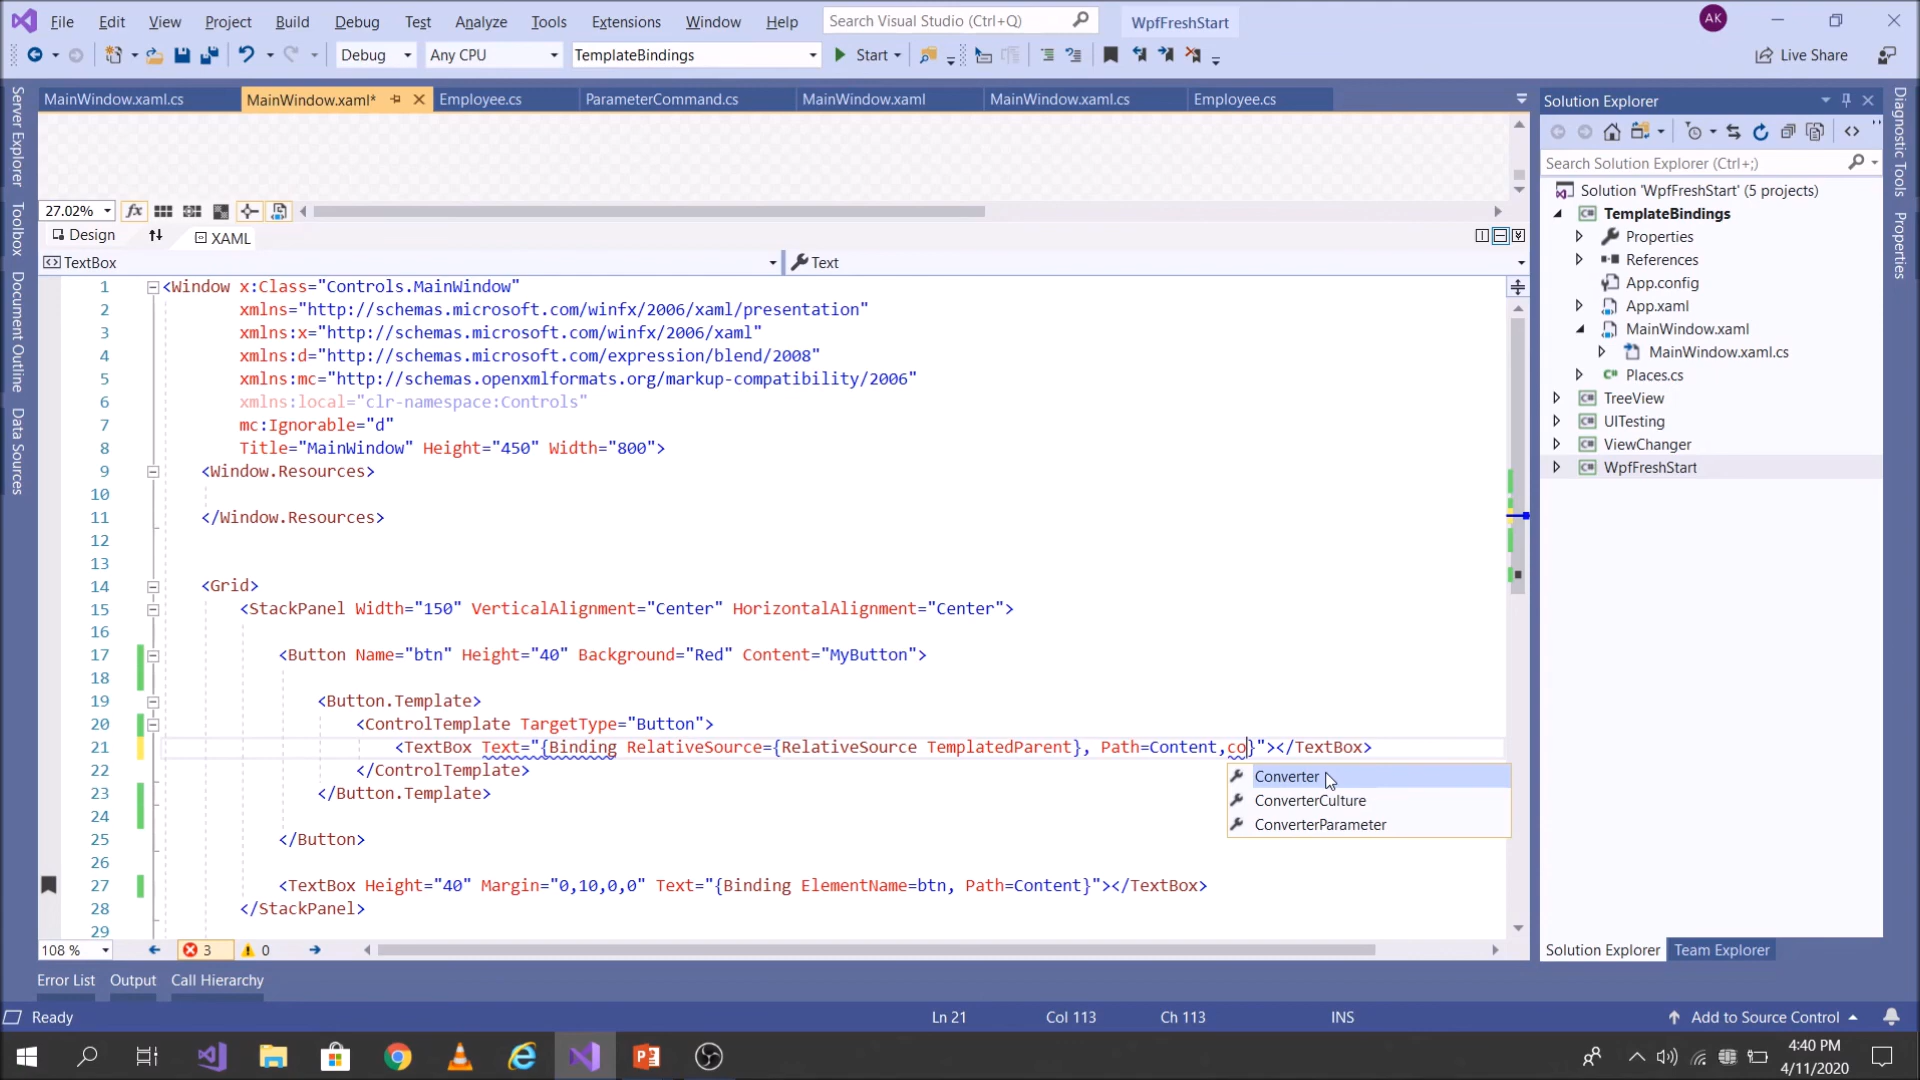 File Edit View Project Build Debug Test Analyze Tools Extensions Window Help Search Visual Studio (Ctrl+Q) WpfFreshStart AK
Debug Any CPU TemplateBindings Start Live Share
MainWindow.xaml.cs MainWindow.xaml* Employee.cs ParameterCommand.cs MainWindow.xaml MainWindow.xaml.cs Employee.cs
27.02% fx
Design XAML
TextBox Text
1 <Window x:Class="Controls.MainWindow"
2 xmlns="http://schemas.microsoft.com/winfx/2006/xaml/presentation"
3 xmlns:x="http://schemas.microsoft.com/winfx/2006/xaml"
4 xmlns:d="http://schemas.microsoft.com/expression/blend/2008"
5 xmlns:mc="http://schemas.openxmlformats.org/markup-compatibility/2006"
6 xmlns:local="clr-namespace:Controls"
7 mc:Ignorable="d"
8 Title="MainWindow" Height="450" Width="800">
9 <Window.Resources>
10
11 </Window.Resources>
12
13
14 <Grid>
15 <StackPanel Width="150" VerticalAlignment="Center" HorizontalAlignment="Center">
16
17 <Button Name="btn" Height="40" Background="Red" Content="MyButton">
18
19 <Button.Template>
20 <ControlTemplate TargetType="Button">
21 <TextBox Text="{Binding RelativeSource={RelativeSource TemplatedParent}, Path=Content,co}"></TextBox>
22 </ControlTemplate>
23 </Button.Template>
24
25 </Button>
26
27 <TextBox Height="40" Margin="0,10,0,0" Text="{Binding ElementName=btn, Path=Content}"></TextBox>
28 </StackPanel>
29
Converter
ConverterCulture
ConverterParameter
108 % 3 0
Error List Output Call Hierarchy
Ready Ln 21 Col 113 Ch 113 INS Add to Source Control
Server Explorer
Toolbox
Document Outline
Data Sources
Solution Explorer
Search Solution Explorer (Ctrl+;)
Solution 'WpfFreshStart' (5 projects)
TemplateBindings
Properties
References
App.config
App.xaml
MainWindow.xaml
MainWindow.xaml.cs
C# Places.cs
TreeView
UITesting
ViewChanger
WpfFreshStart
Solution Explorer Team Explorer
Diagnostic Tools
Properties
4:40 PM
4/11/2020